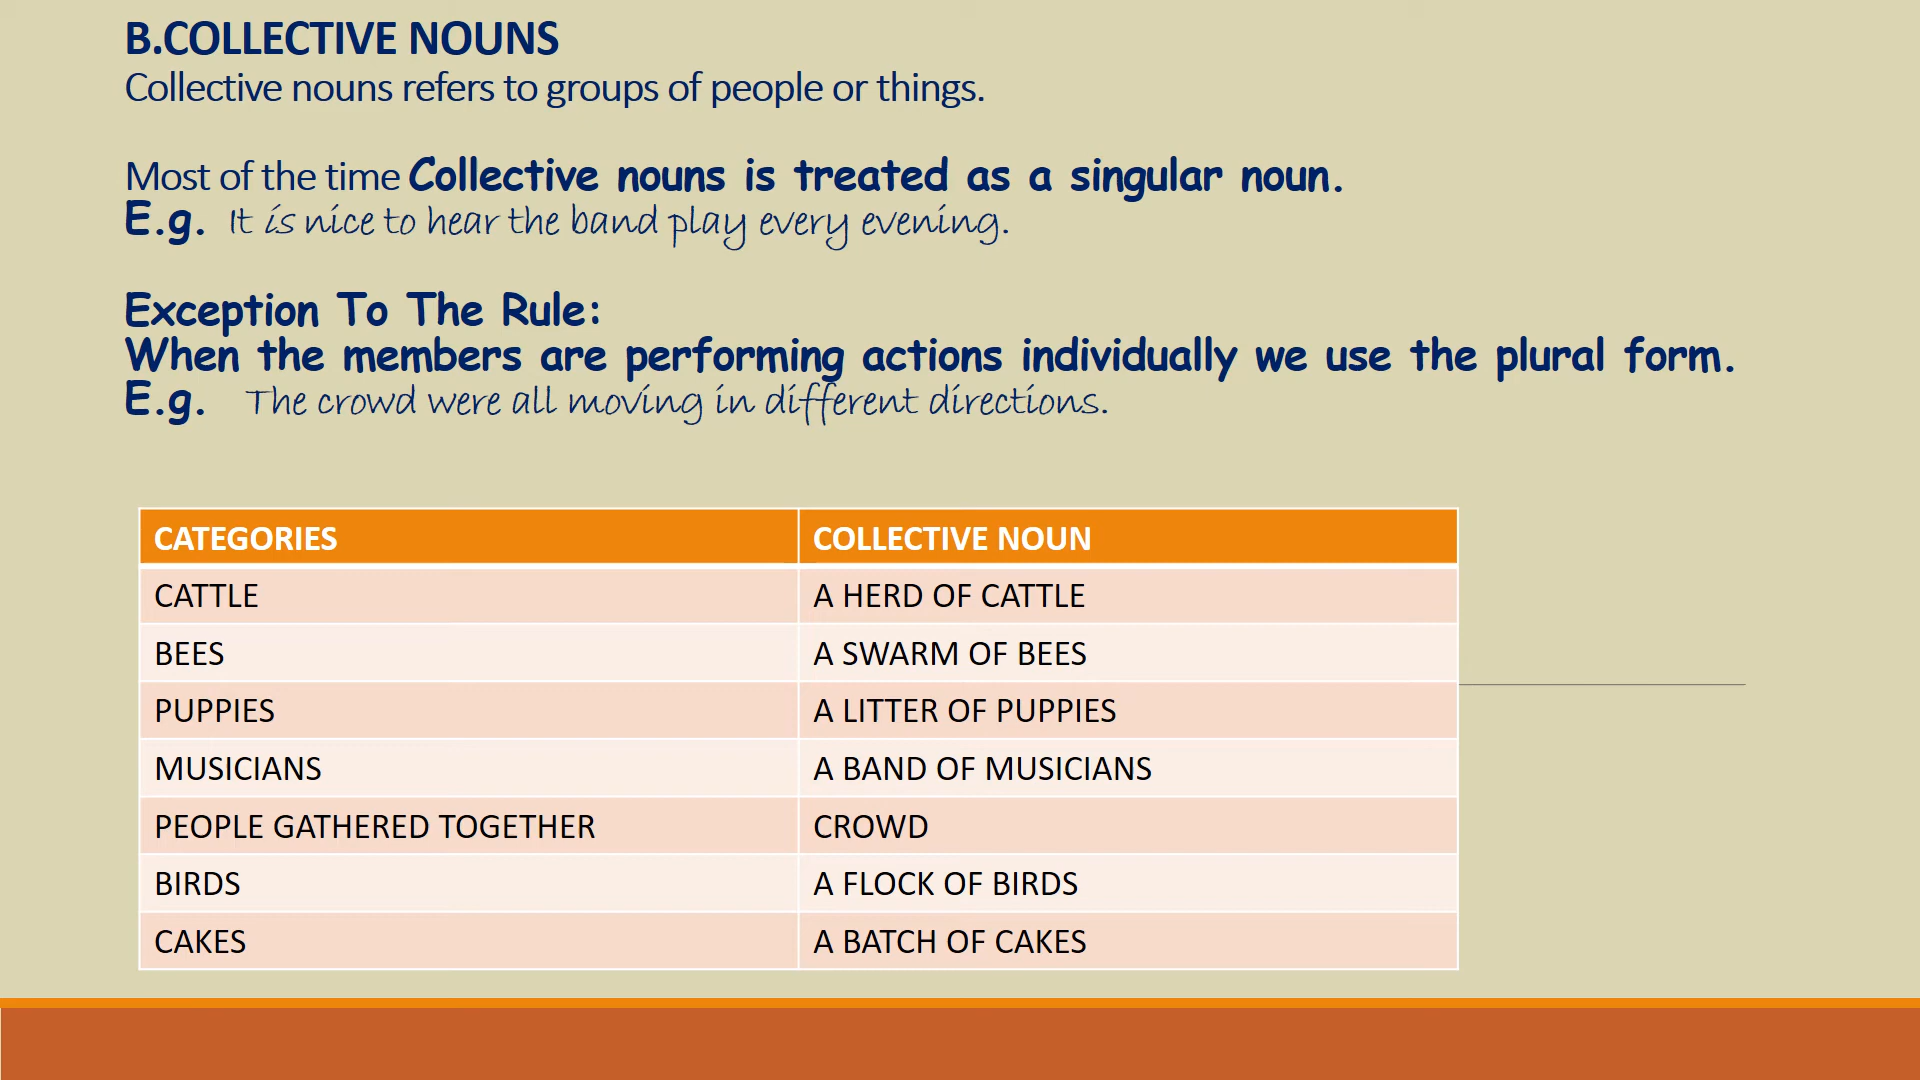 B.COLLECTIVE NOUNS
Collective nouns refers to groups of people or things.
Most of the time Collective nouns is treated as a singular noun.
E.g. It is nice to hear the band play every evening.
Exception To The Rule:
When the members are performing actions individually we use the plural form.
E.g. The crowd were all moving in different directions.
CATEGORIES COLLECTIVE NOUN
CATTLE A HERD OF CATTLE
BEES A SWARM OF BEES
PUPPIES A LITTER OF PUPPIES
MUSICIANS A BAND OF MUSICIANS
PEOPLE GATHERED TOGETHER CROWD
BIRDS A FLOCK OF BIRDS
CAKES A BATCH OF CAKES